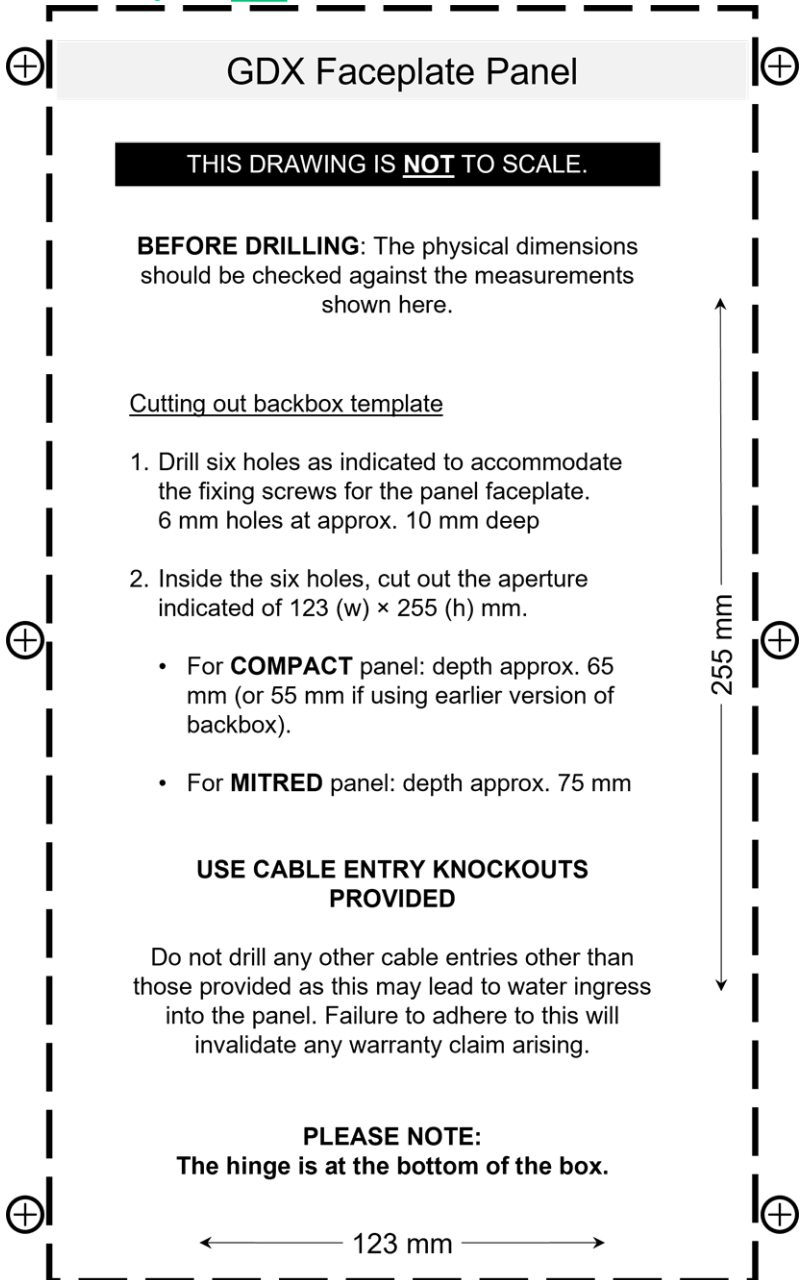 GDX Faceplate Panel
THIS DRAWING IS NOT TO SCALE.
BEFORE DRILLING: The physical dimensions
should be checked against the measurements
shown here.
Cutting out backbox template
1. Drill six holes as indicated to accommodate
the fixing screws for the panel faceplate.
6 mm holes at approx. 10 mm deep
2. Inside the six holes, cut out the aperture
indicated of 123 (w) × 255 (h) mm.
• For COMPACT panel: depth approx. 65
mm (or 55 mm if using earlier version of
backbox).
• For MITRED panel: depth approx. 75 mm
255 mm
USE CABLE ENTRY KNOCKOUTS
PROVIDED
Do not drill any other cable entries other than
those provided as this may lead to water ingress
into the panel. Failure to adhere to this will
invalidate any warranty claim arising.
PLEASE NOTE:
The hinge is at the bottom of the box.
123 mm